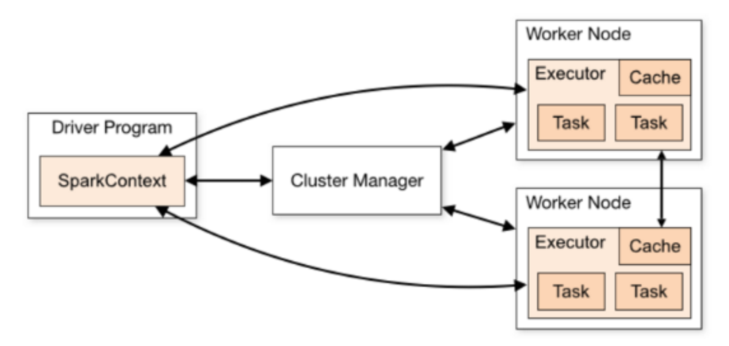 Driver Program
SparkContext
Cluster Manager
Worker Node
Executor
Cache
Task
Task
Worker Node
Executor
Cache
Task
Task